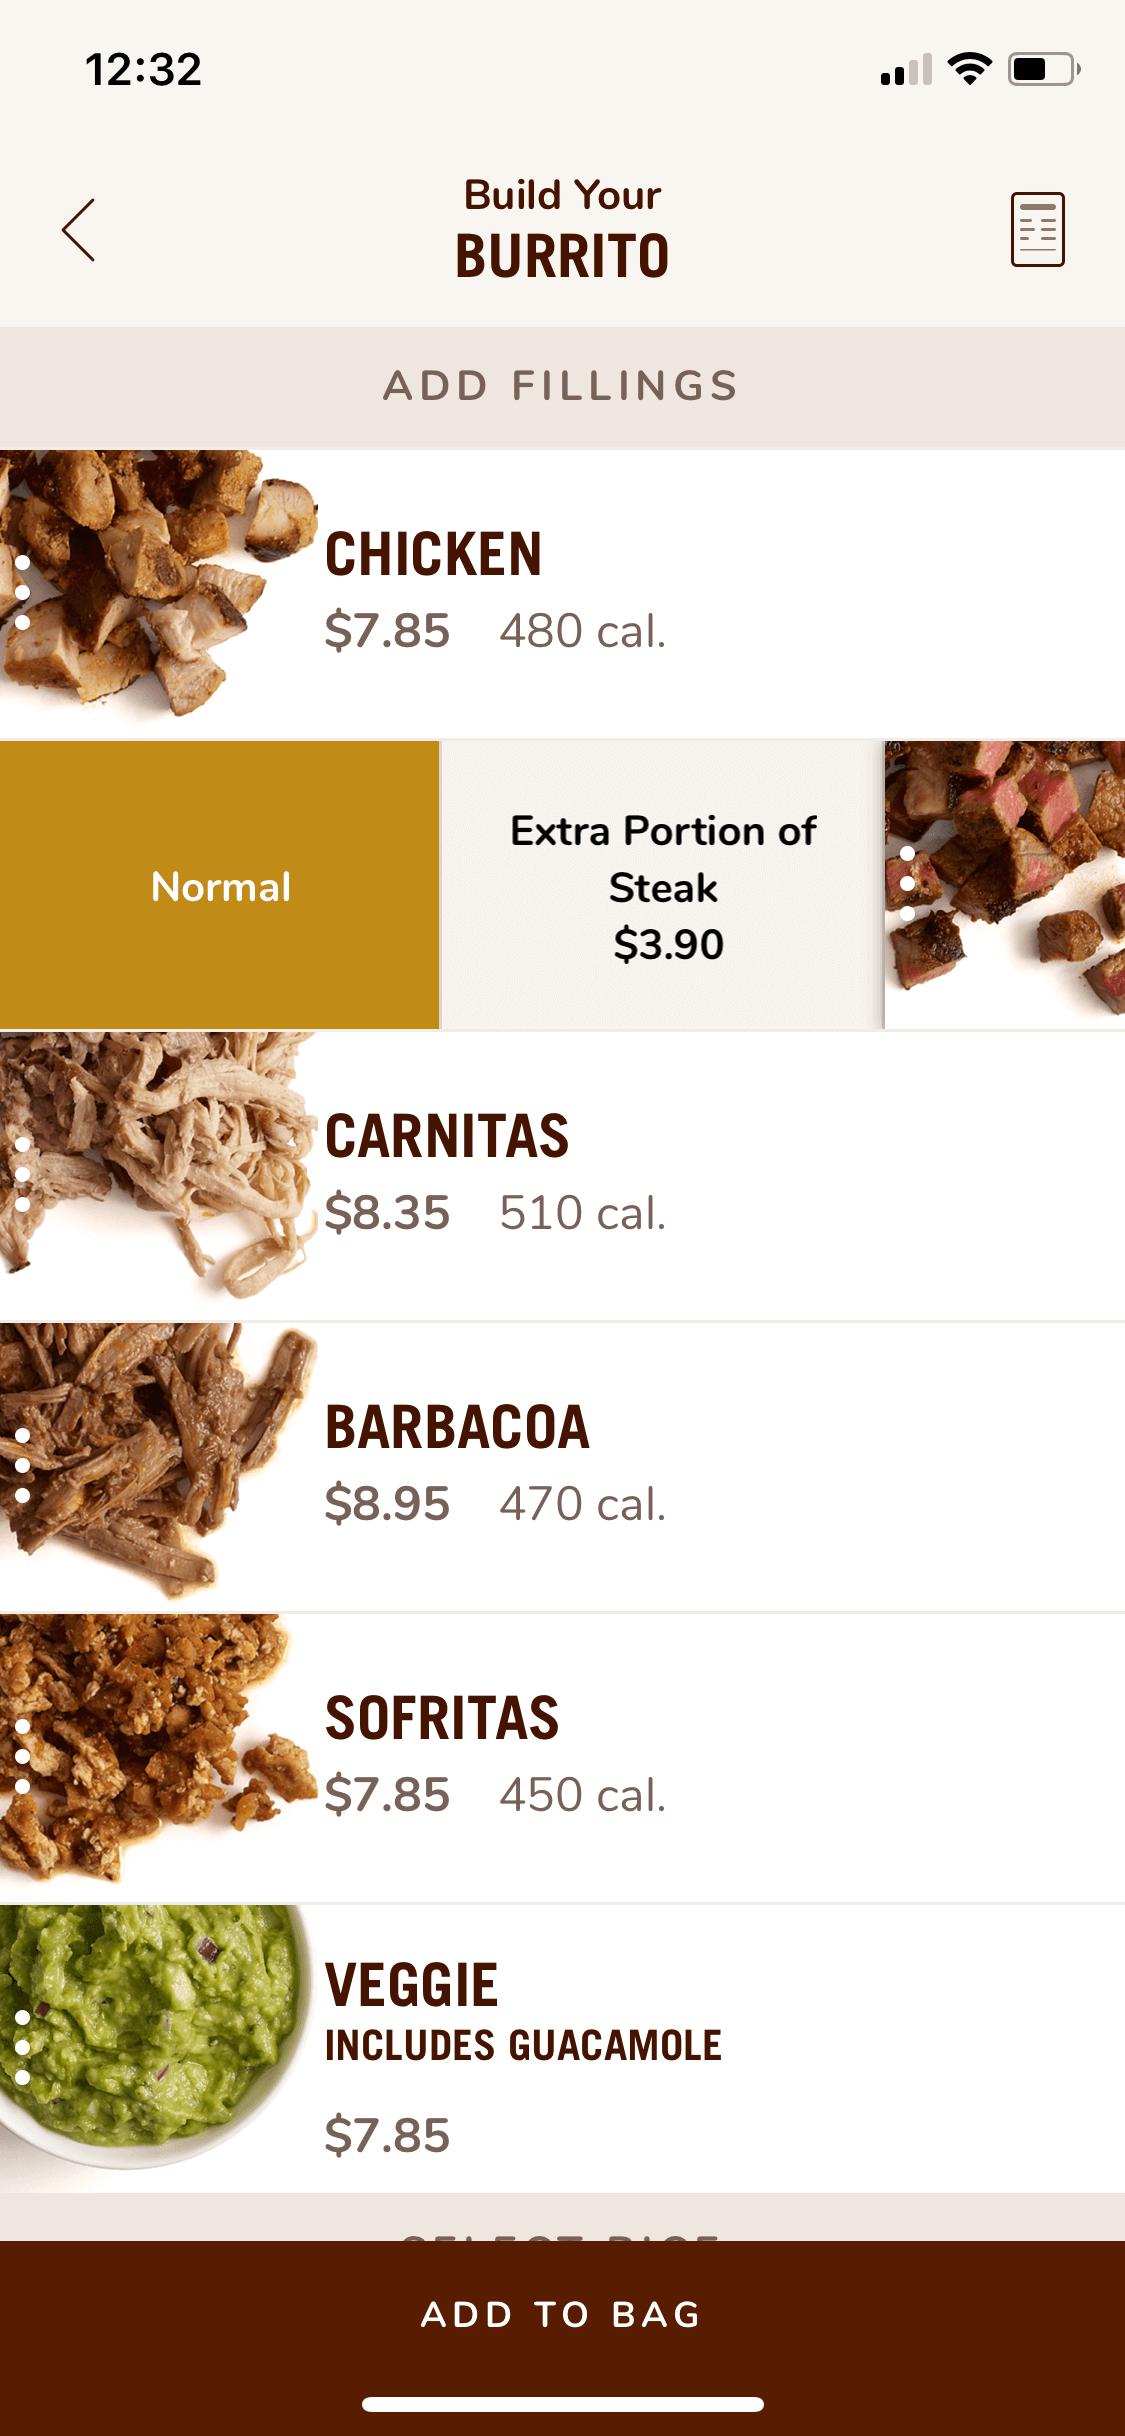 12:32
Build Your
BURRITO
ADD FILLINGS
CHICKEN
$7.85 480 cal.
Normal
Extra Portion of
Steak
$3.90
CARNITAS
$8.35 510 cal.
BARBACOA
$8.95 470 cal.
SOFRITAS
$7.85 450 cal.
VEGGIE
INCLUDES GUACAMOLE
$7.85
SELECT RICE
ADD TO BAG